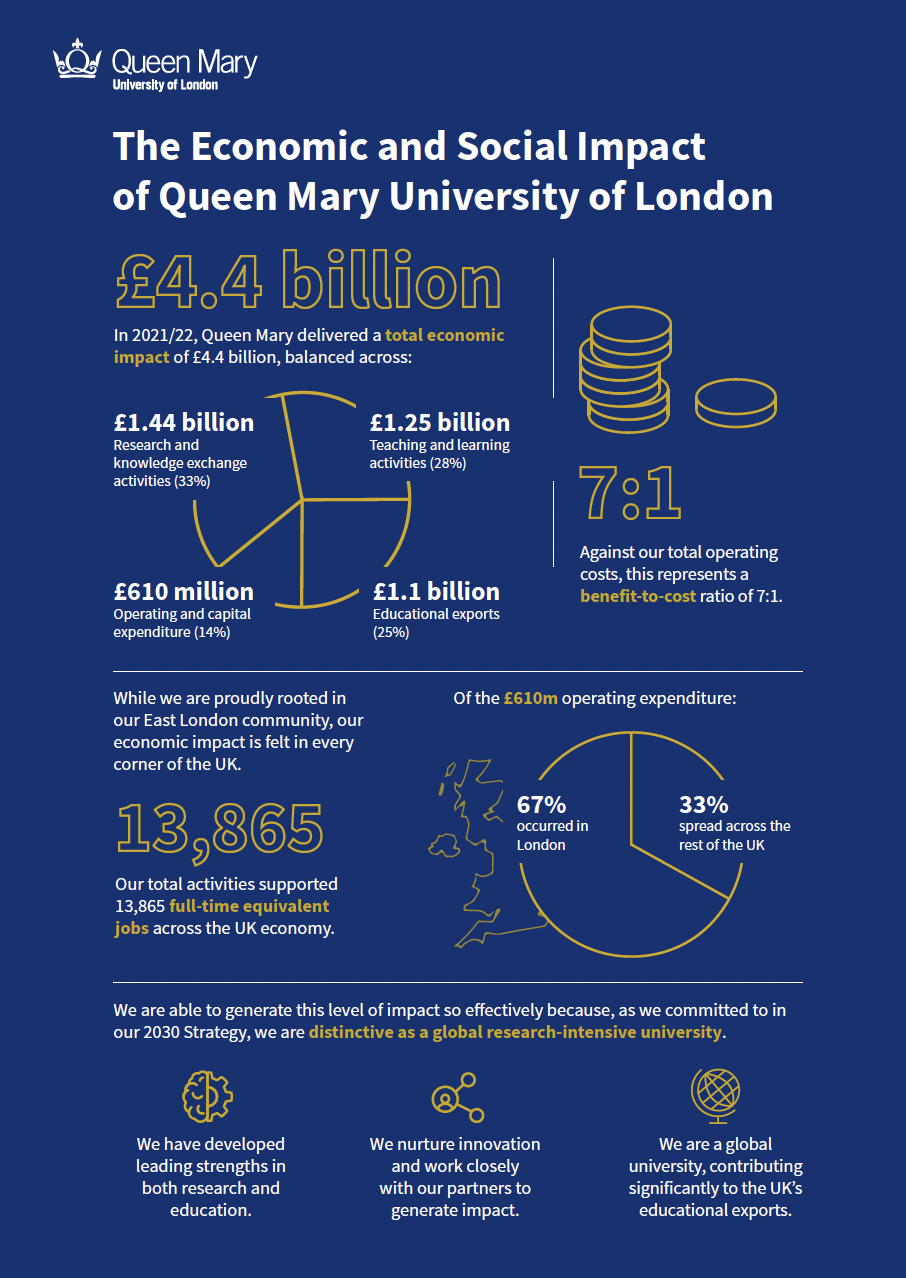 Queen Mary
University of London
The Economic and Social Impact
of Queen Mary University of London
£4.4 billion
In 2021/22, Queen Mary delivered a total economic
impact of £4.4 billion, balanced across:
£1.44 billion
Research and
knowledge exchange
activities (33%)
£1.25 billion
Teaching and learning
activities (28%)
£610 million
Operating and capital
expenditure (14%)
£1.1 billion
Educational exports
(25%)
7:1
Against our total operating
costs, this represents a
benefit-to-cost ratio of 7:1.
While we are proudly rooted in
our East London community, our
economic impact is felt in every
corner of the UK.
13,865
Our total activities supported
13,865 full-time equivalent
jobs across the UK economy.
Of the £610m operating expenditure:
67%
occurred in
London
33%
spread across the
rest of the UK
We are able to generate this level of impact so effectively because, as we committed to in
our 2030 Strategy, we are distinctive as a global research-intensive university.
We have developed
leading strengths in
both research and
education.
We nurture innovation
and work closely
with our partners to
generate impact.
We are a global
university, contributing
significantly to the UK's
educational exports.